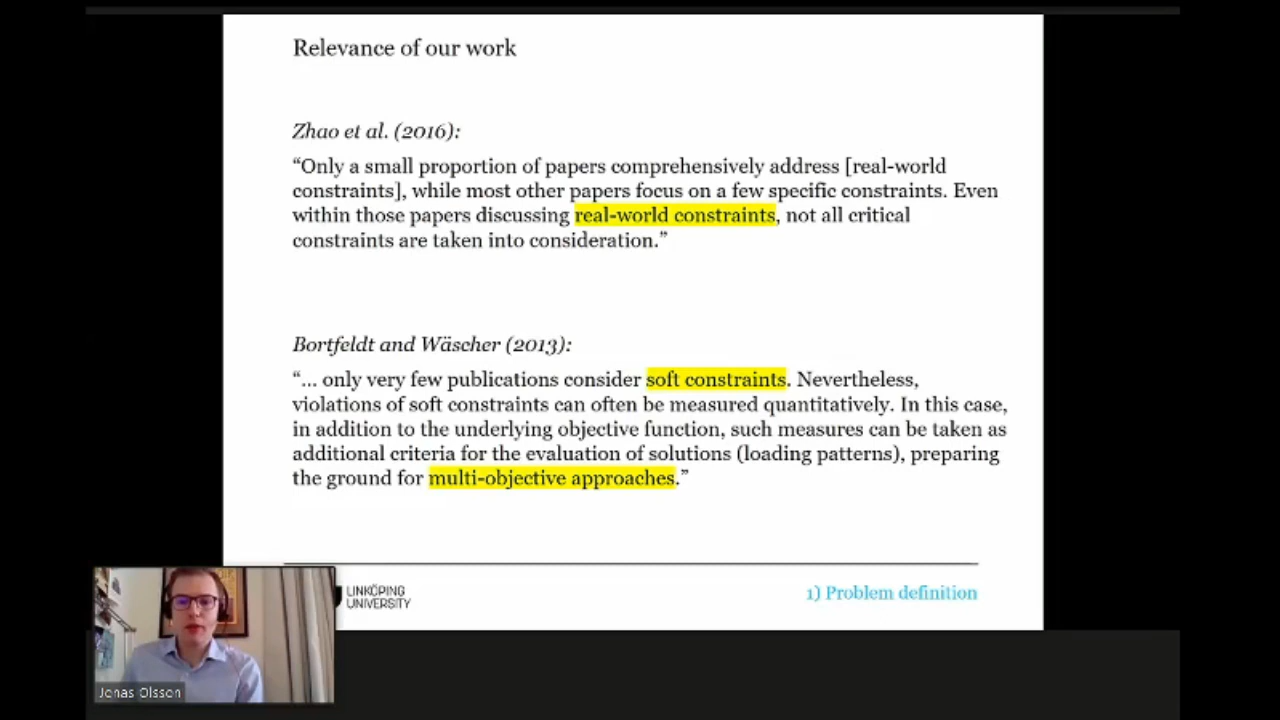 Relevance of our work
Zhao et al. (2016):
“Only a small proportion of papers comprehensively address [real-world
constraints], while most other papers focus on a few specific constraints. Even
within those papers discussing real-world constraints, not all critical
constraints are taken into consideration.”
Bortfeldt and Wäscher (2013):
“... only very few publications consider soft constraints. Nevertheless,
violations of soft constraints can often be measured quantitatively. In this case,
in addition to the underlying objective function, such measures can be taken as
additional criteria for the evaluation of solutions (loading patterns), preparing
the ground for multi-objective approaches.”
LINKÖPING
UNIVERSITY
1) Problem definition
Jonas Olsson